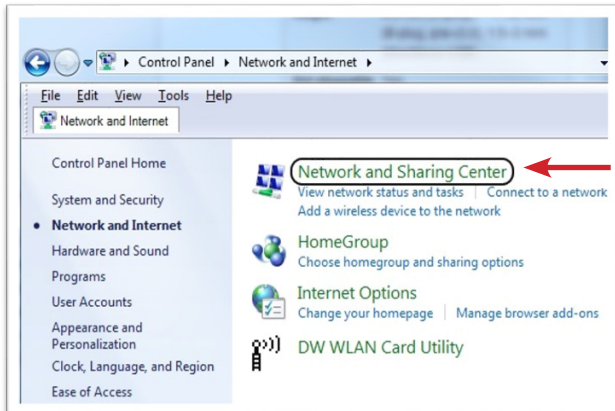 Control Panel Network and Internet
File Edit View Tools Help
Network and Internet
Control Panel Home
System and Security
Network and Internet
Hardware and Sound
Programs
User Accounts
Appearance and
Personalization
Clock, Language, and Region
Ease of Access
Network and Sharing Center
View network status and tasks Connect to a network
Add a wireless device to the network
HomeGroup
Choose homegroup and sharing options
Internet Options
Change your homepage Manage browser add-ons
DW WLAN Card Utility